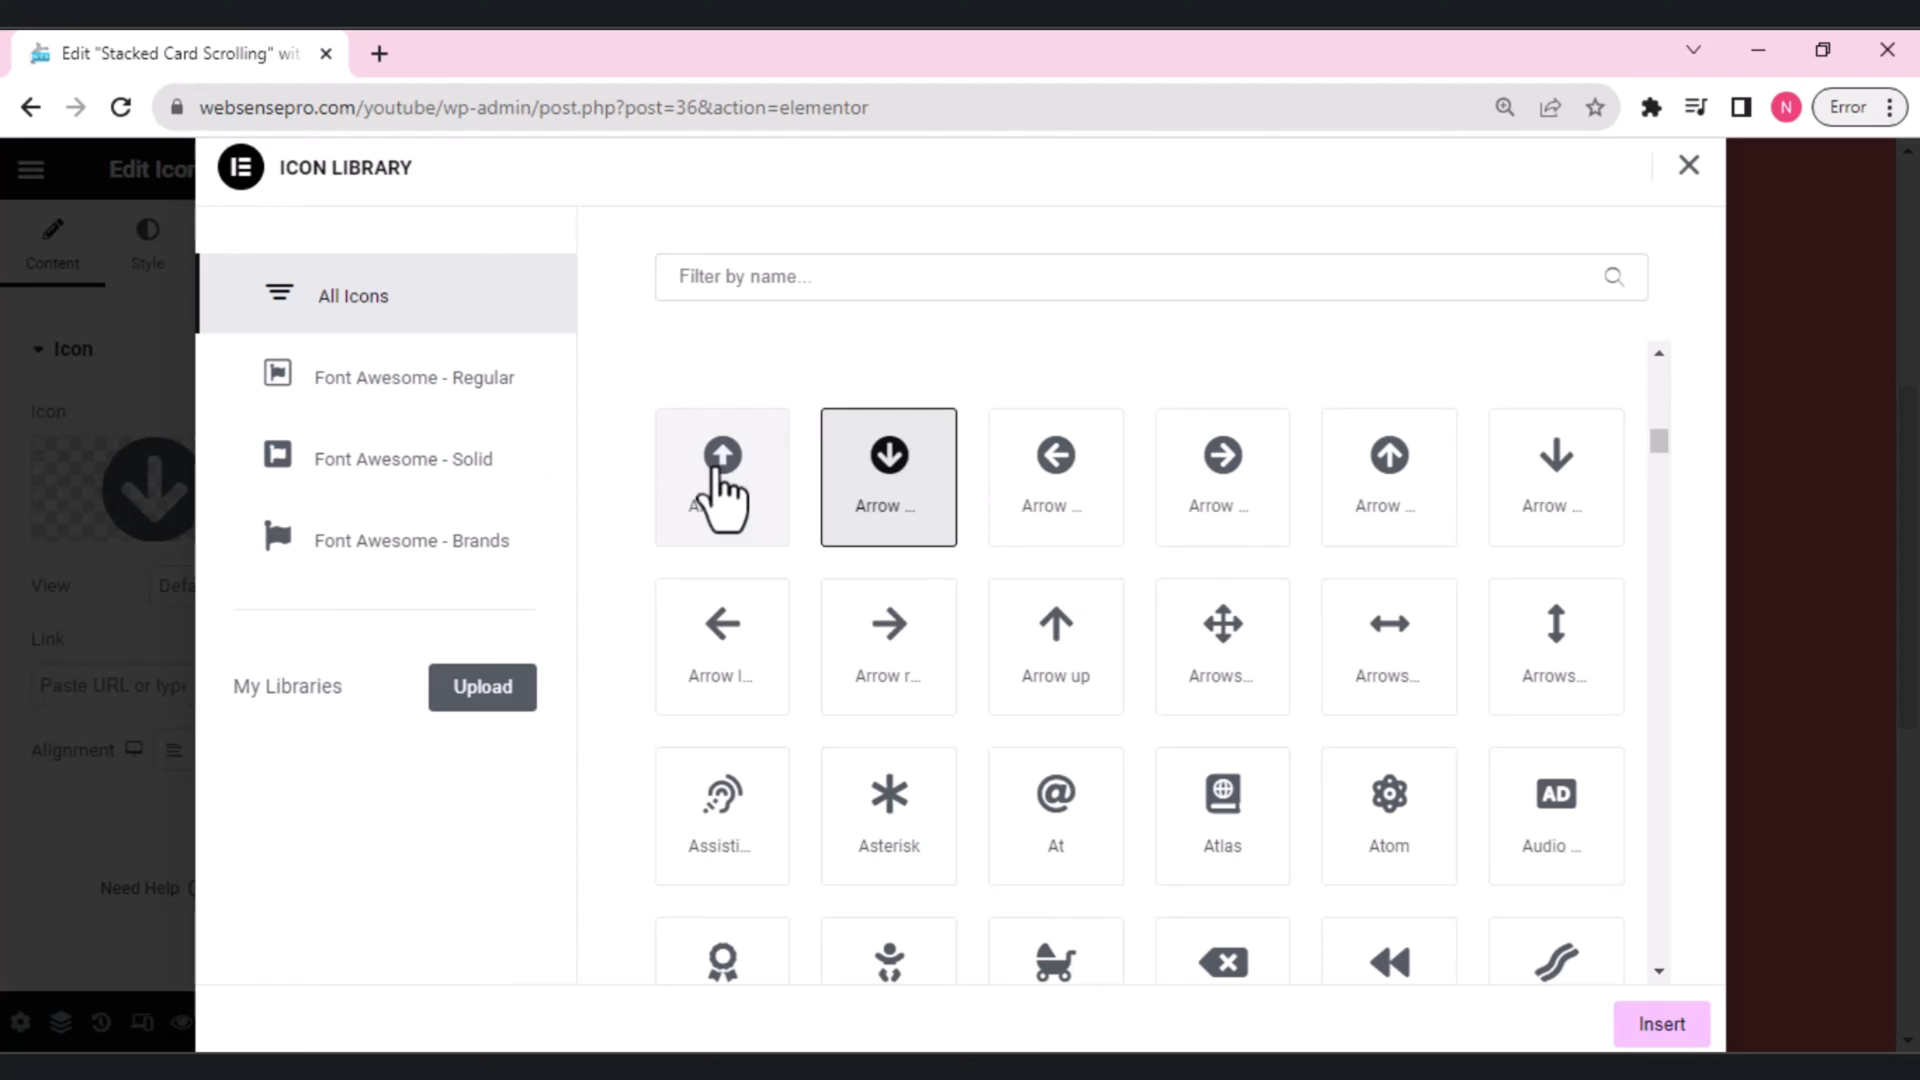 Edit "Stacked Card Scrolling" wit
websensepro.com/youtube/wp-admin/post.php?post=36&action=elementor
N
Error
Edit Icon
ICON LIBRARY
Content
Style
All Icons
Filter by name...
Font Awesome - Regular
Icon
Icon
Font Awesome - Solid
Arrow ...
Arrow ...
Arrow ...
Arrow ...
Arrow ...
Font Awesome - Brands
View
Defa
Link
Paste URL or type
My Libraries
Upload
Arrow l...
Arrow r...
Arrow up
Arrows...
Arrows...
Arrows...
Alignment
AD
Assisti...
Asterisk
At
Atlas
Atom
Audio ...
Need Help
Insert